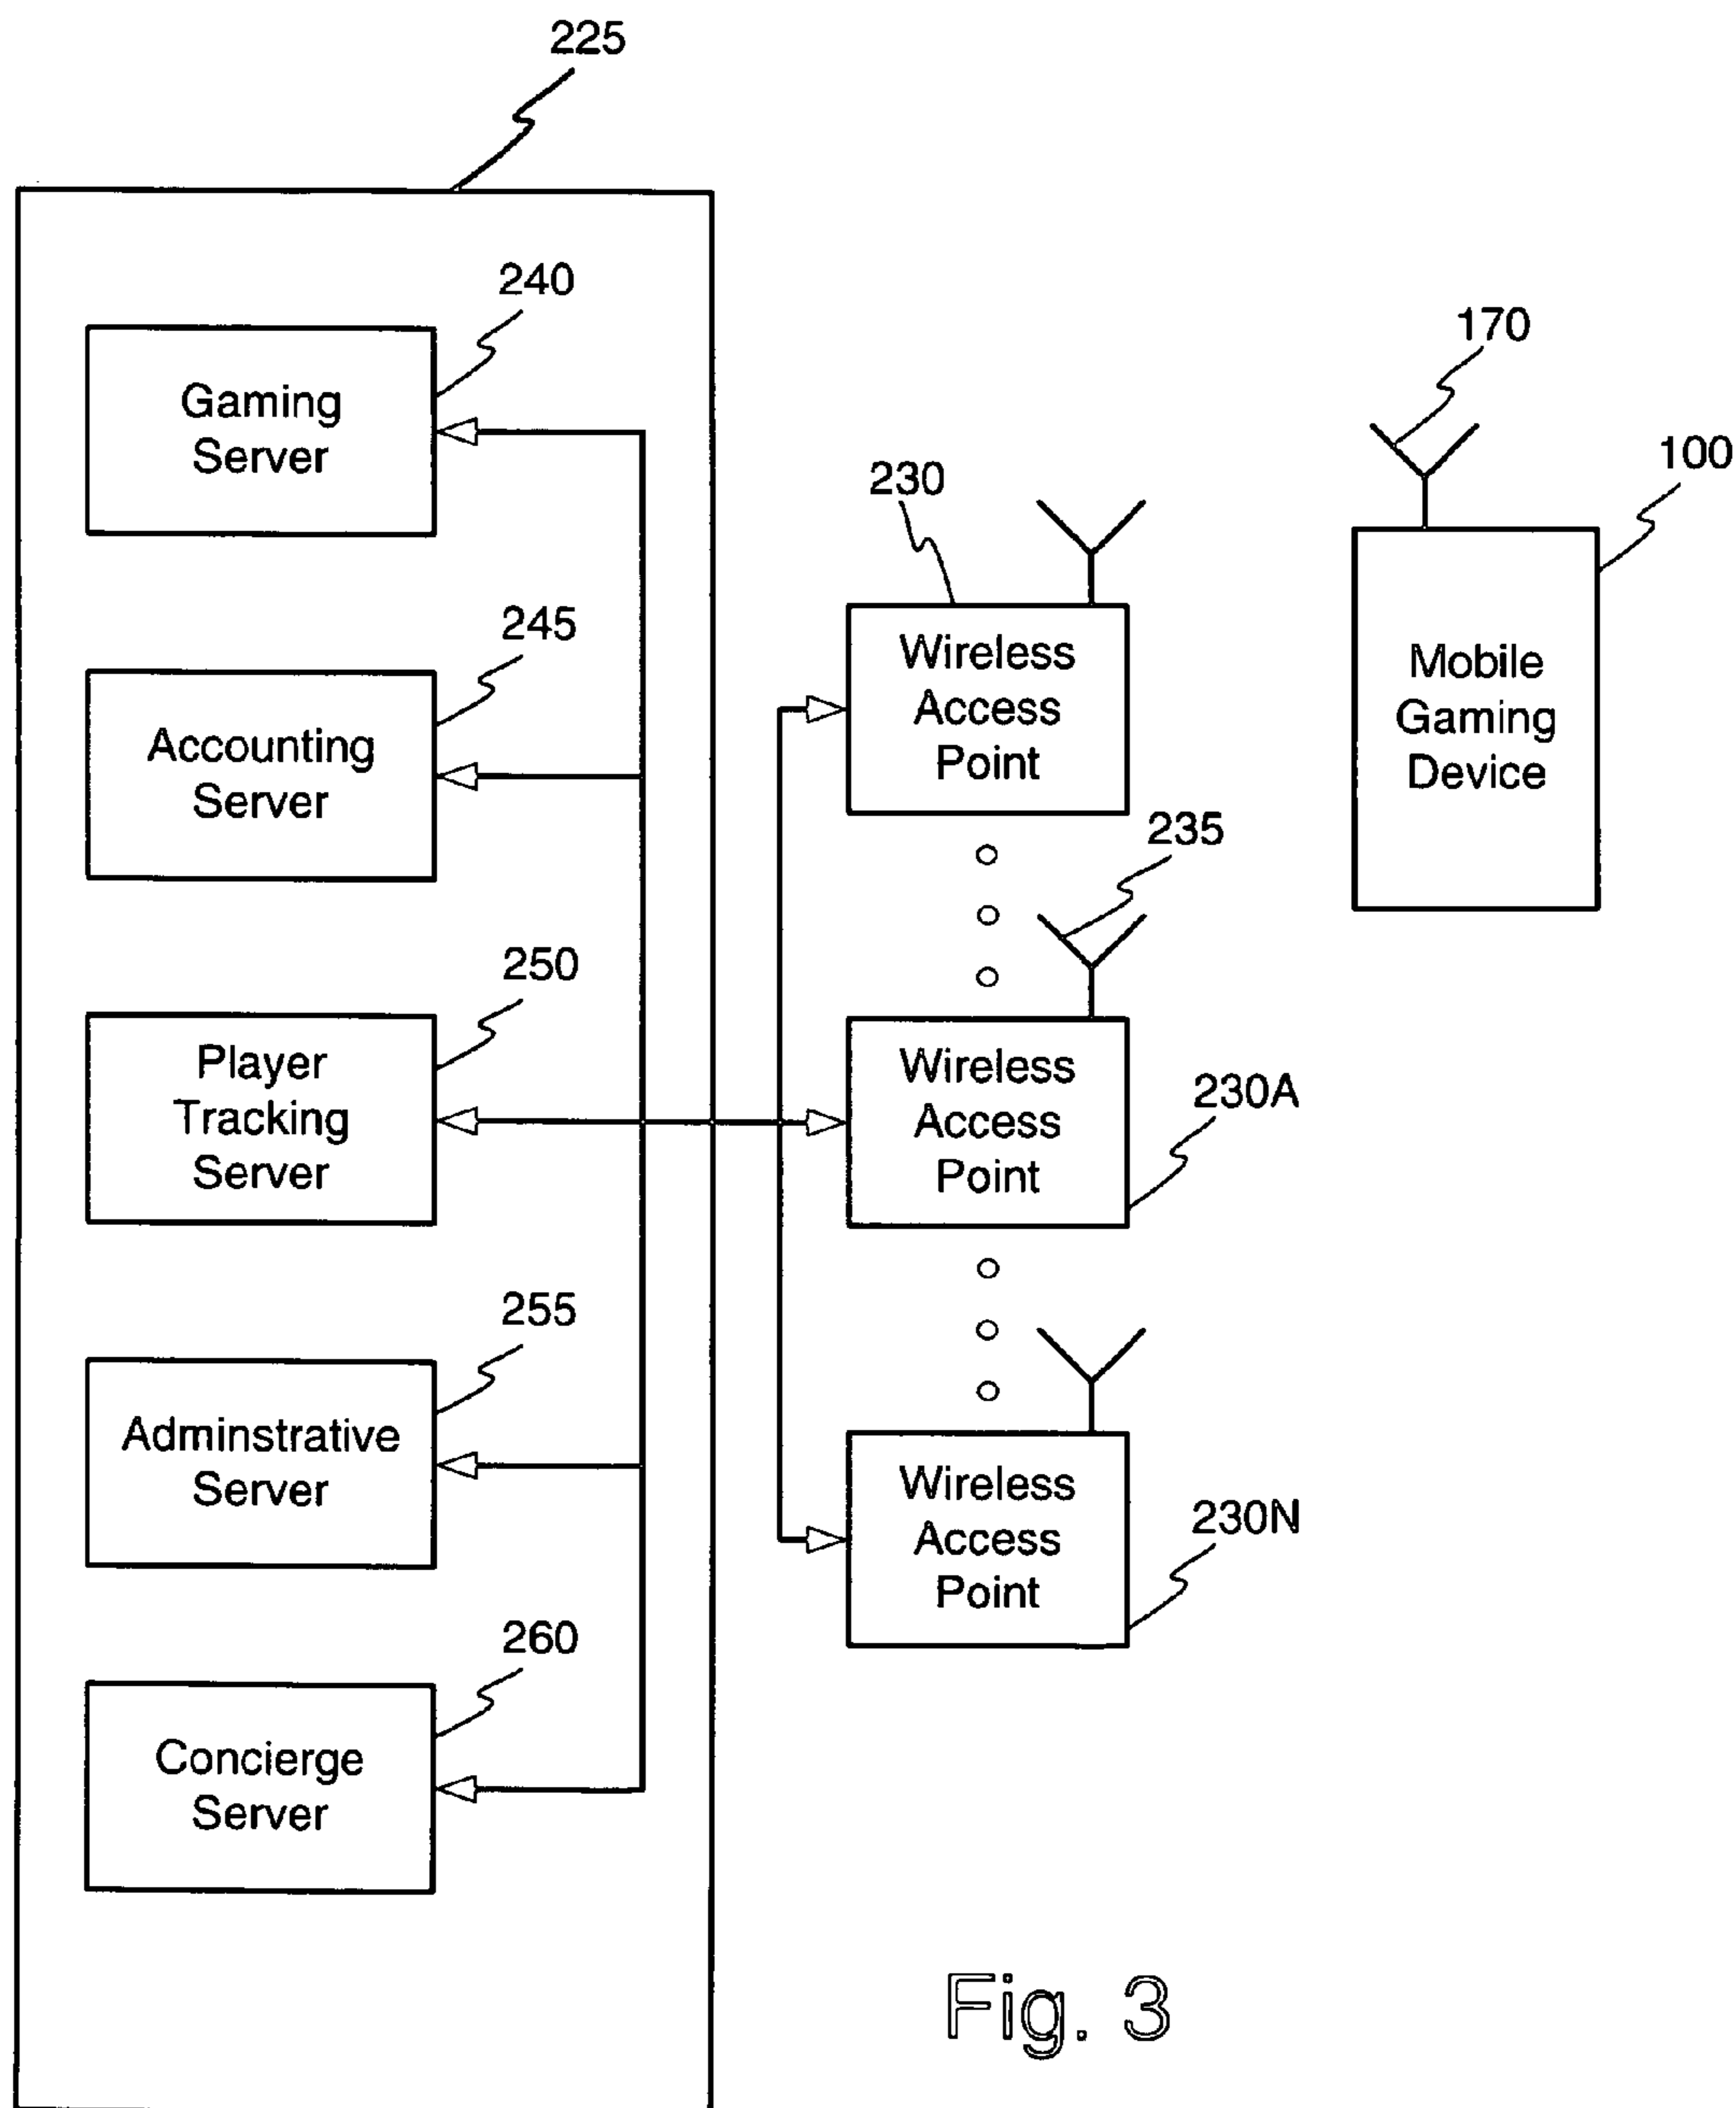 225
240
Gaming
Server
245
Accounting
Server
250
Player
Tracking
Server
255
Adminstrative
Server
260
Concierge
Server
230
Wireless
Access
Point
235
Wireless
Access
Point
230A
Wireless
Access
Point
230N
170
100
Mobile
Gaming
Device
Fig. 3